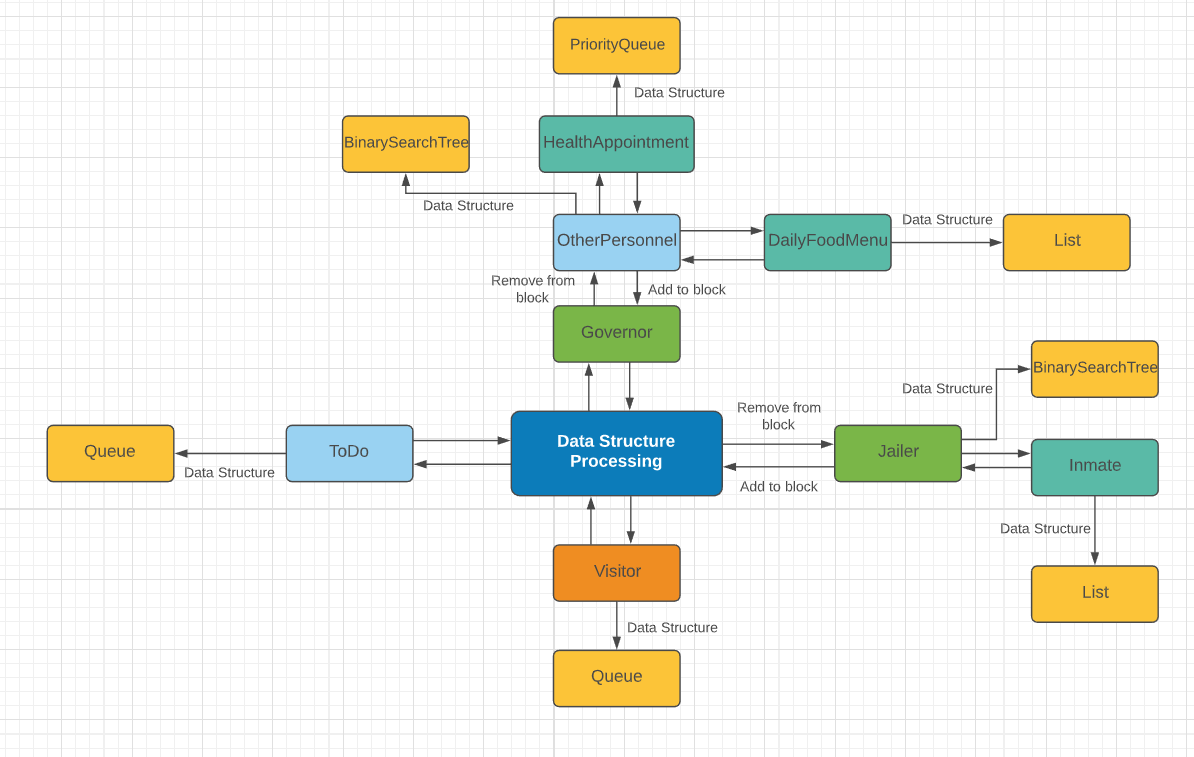 PriorityQueue
Data Structure
BinarySearchTree
HealthAppointment
Data Structure
Data Structure
OtherPersonnel
DailyFoodMenu
List
Remove from
block
Add to block
Governor
BinarySearchTree
Data Structure
Remove from
block
Queue
ToDo
Data Structure
Processing
Jailer
Inmate
Data Structure
Add to block
Data Structure
Visitor
List
Data Structure
Queue